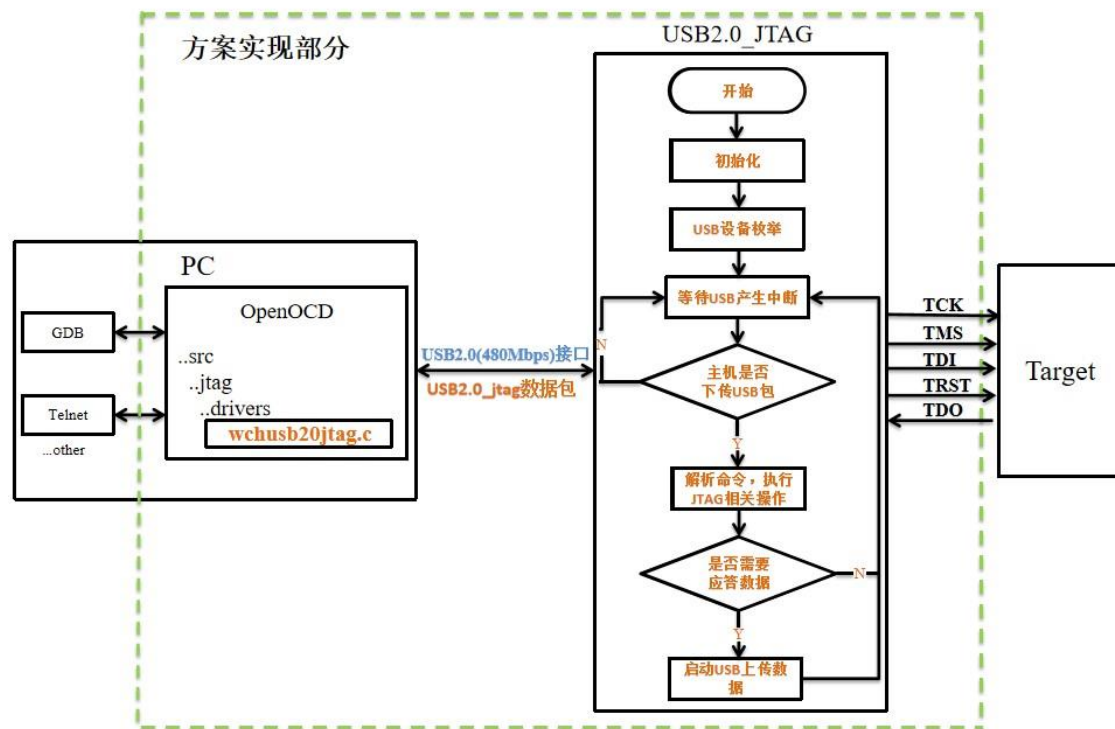 方案实现部分
USB2.0_JTAG
开始
初始化
USB设备枚举
等待USB产生中断
N
主机是否
下传USB包
Y
解析命令，执行
JTAG相关操作
是否需要
应答数据
N
Y
启动USB上传数
据
PC
GDB
Telnet
...other
OpenOCD
..src
..jtag
..drivers
wchusb20jtag.c
USB2.0(480Mbps)接口
USB2.0_jtag数据包
TCK
TMS
TDI
TRST
TDO
Target